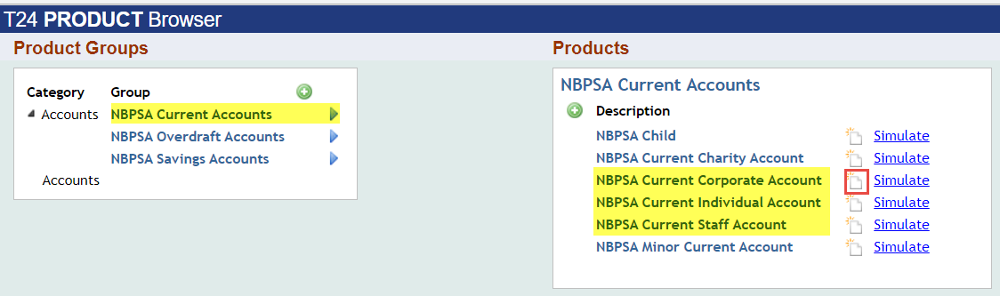 T24 PRODUCT Browser
Product Groups
Category Group
Accounts NBPSA Current Accounts
NBPSA Overdraft Accounts
NBPSA Savings Accounts
Accounts
Products
NBPSA Current Accounts
Description
NBPSA Child Simulate
NBPSA Current Charity Account Simulate
NBPSA Current Corporate Account Simulate
NBPSA Current Individual Account Simulate
NBPSA Current Staff Account Simulate
NBPSA Minor Current Account Simulate